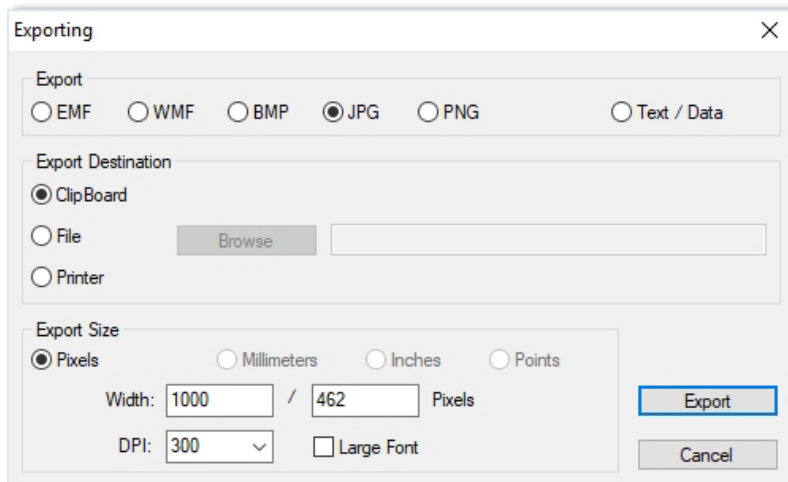 Exporting
Export
EMF WMF BMP JPG PNG Text / Data
Export Destination
ClipBoard
File Browse
Printer
Export Size
Pixels Millimeters Inches Points
Width: 1000 / 462 Pixels Export
DPI: 300 Large Font Cancel